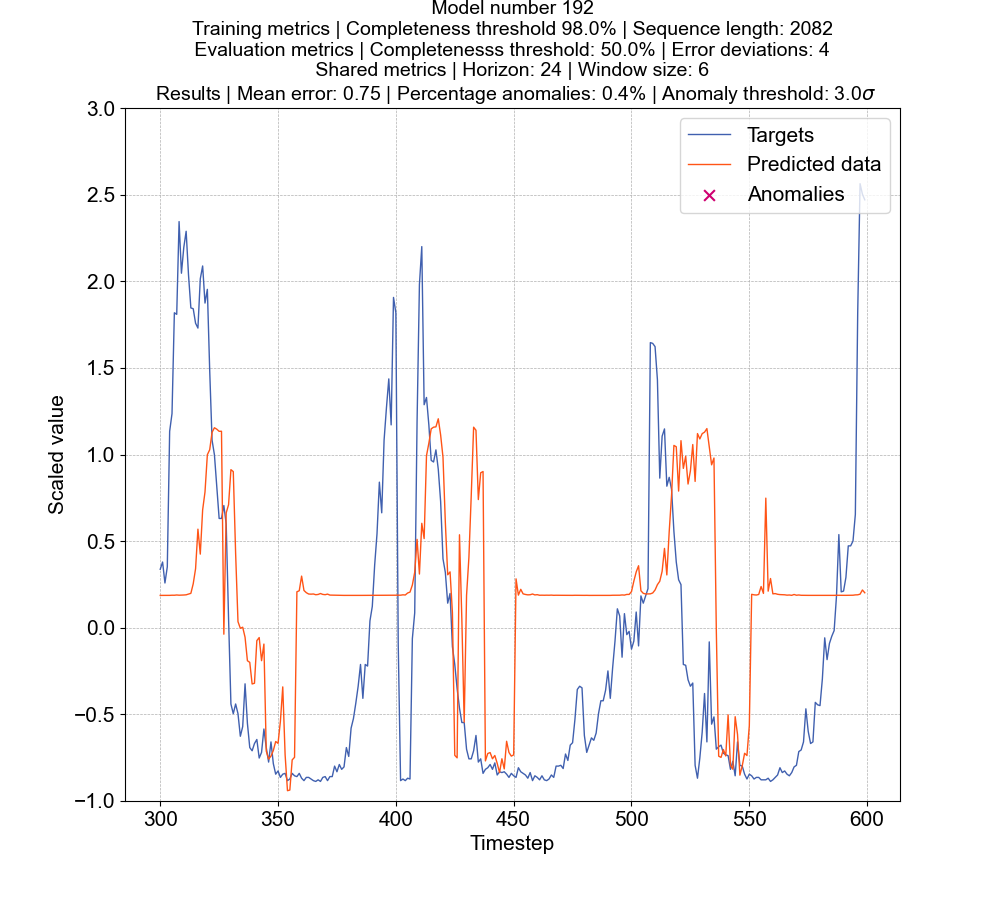 Model number 192
Training metrics | Completeness threshold 98.0% | Sequence length: 2082
Evaluation metrics | Completenesss threshold: 50.0% | Error deviations: 4
Shared metrics | Horizon: 24 | Window size: 6
Results | Mean error: 0.75 | Percentage anomalies: 0.4% | Anomaly threshold: 3.0σ
Targets
Predicted data
Anomalies
3.0
2.5
2.0
1.5
1.0
0.5
0.0
−0.5
−1.0
Scaled value
300
350
400
450
500
550
600
Timestep